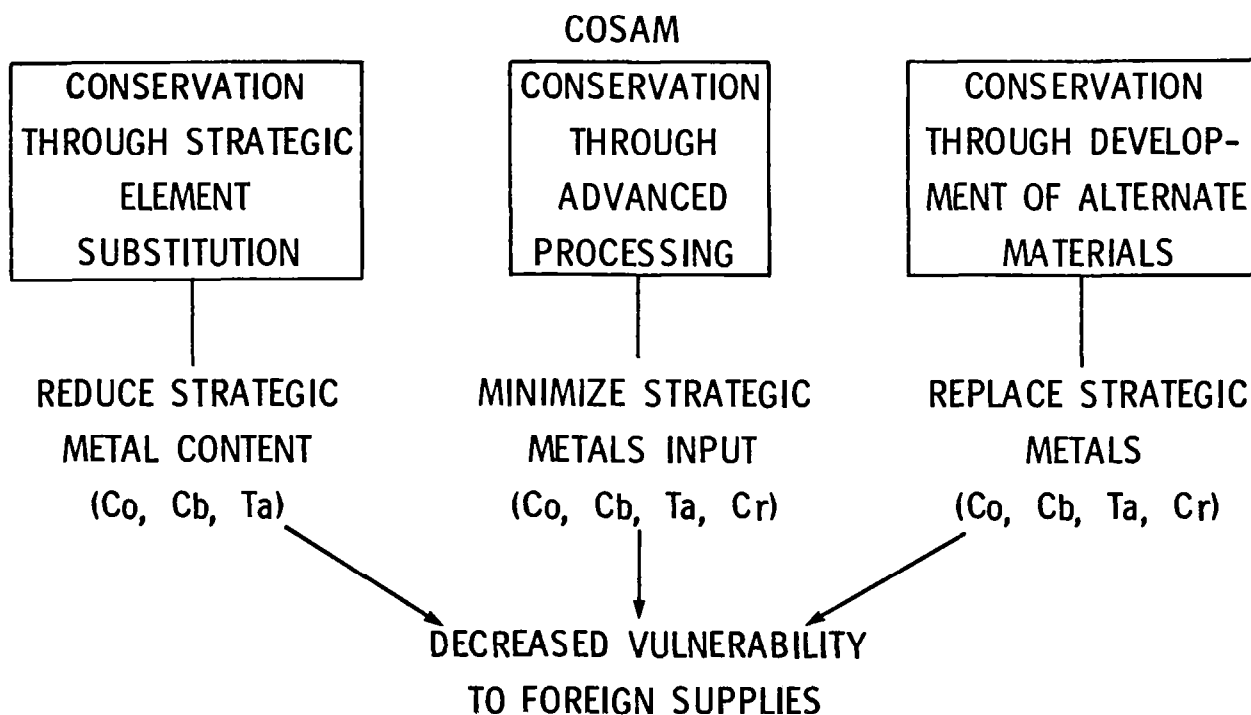 COSAM
CONSERVATION
THROUGH STRATEGIC
ELEMENT
SUBSTITUTION
CONSERVATION
THROUGH
ADVANCED
PROCESSING
CONSERVATION
THROUGH DEVELOP-
MENT OF ALTERNATE
MATERIALS
REDUCE STRATEGIC
METAL CONTENT
(Co, Cb, Ta)
MINIMIZE STRATEGIC
METALS INPUT
(Co, Cb, Ta, Cr)
REPLACE STRATEGIC
METALS
(Co, Cb, Ta, Cr)
DECREASED VULNERABILITY
TO FOREIGN SUPPLIES